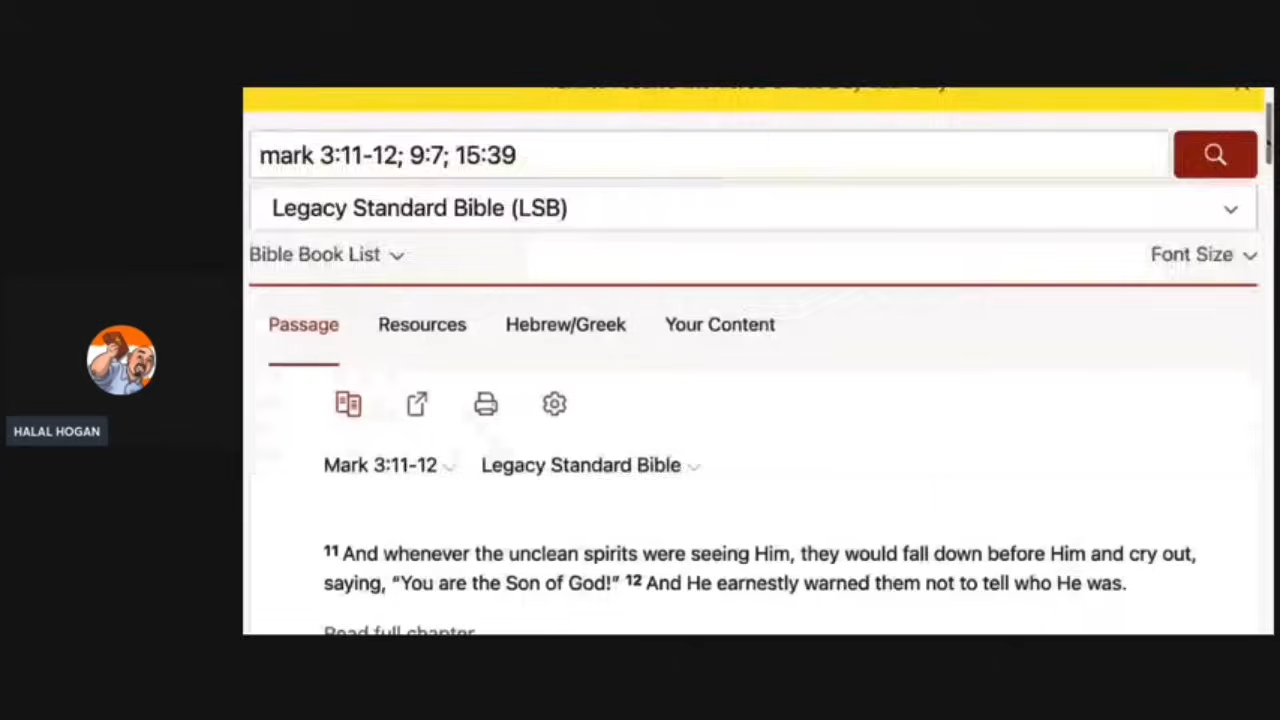 mark 3:11-12; 9:7; 15:39
Legacy Standard Bible (LSB)
Bible Book List
Font Size
Passage
Resources
Hebrew/Greek
Your Content
HALAL HOGAN
Mark 3:11-12
Legacy Standard Bible
11 And whenever the unclean spirits were seeing Him, they would fall down before Him and cry out,
saying, “You are the Son of God!” 12 And He earnestly warned them not to tell who He was.
Read full chapter